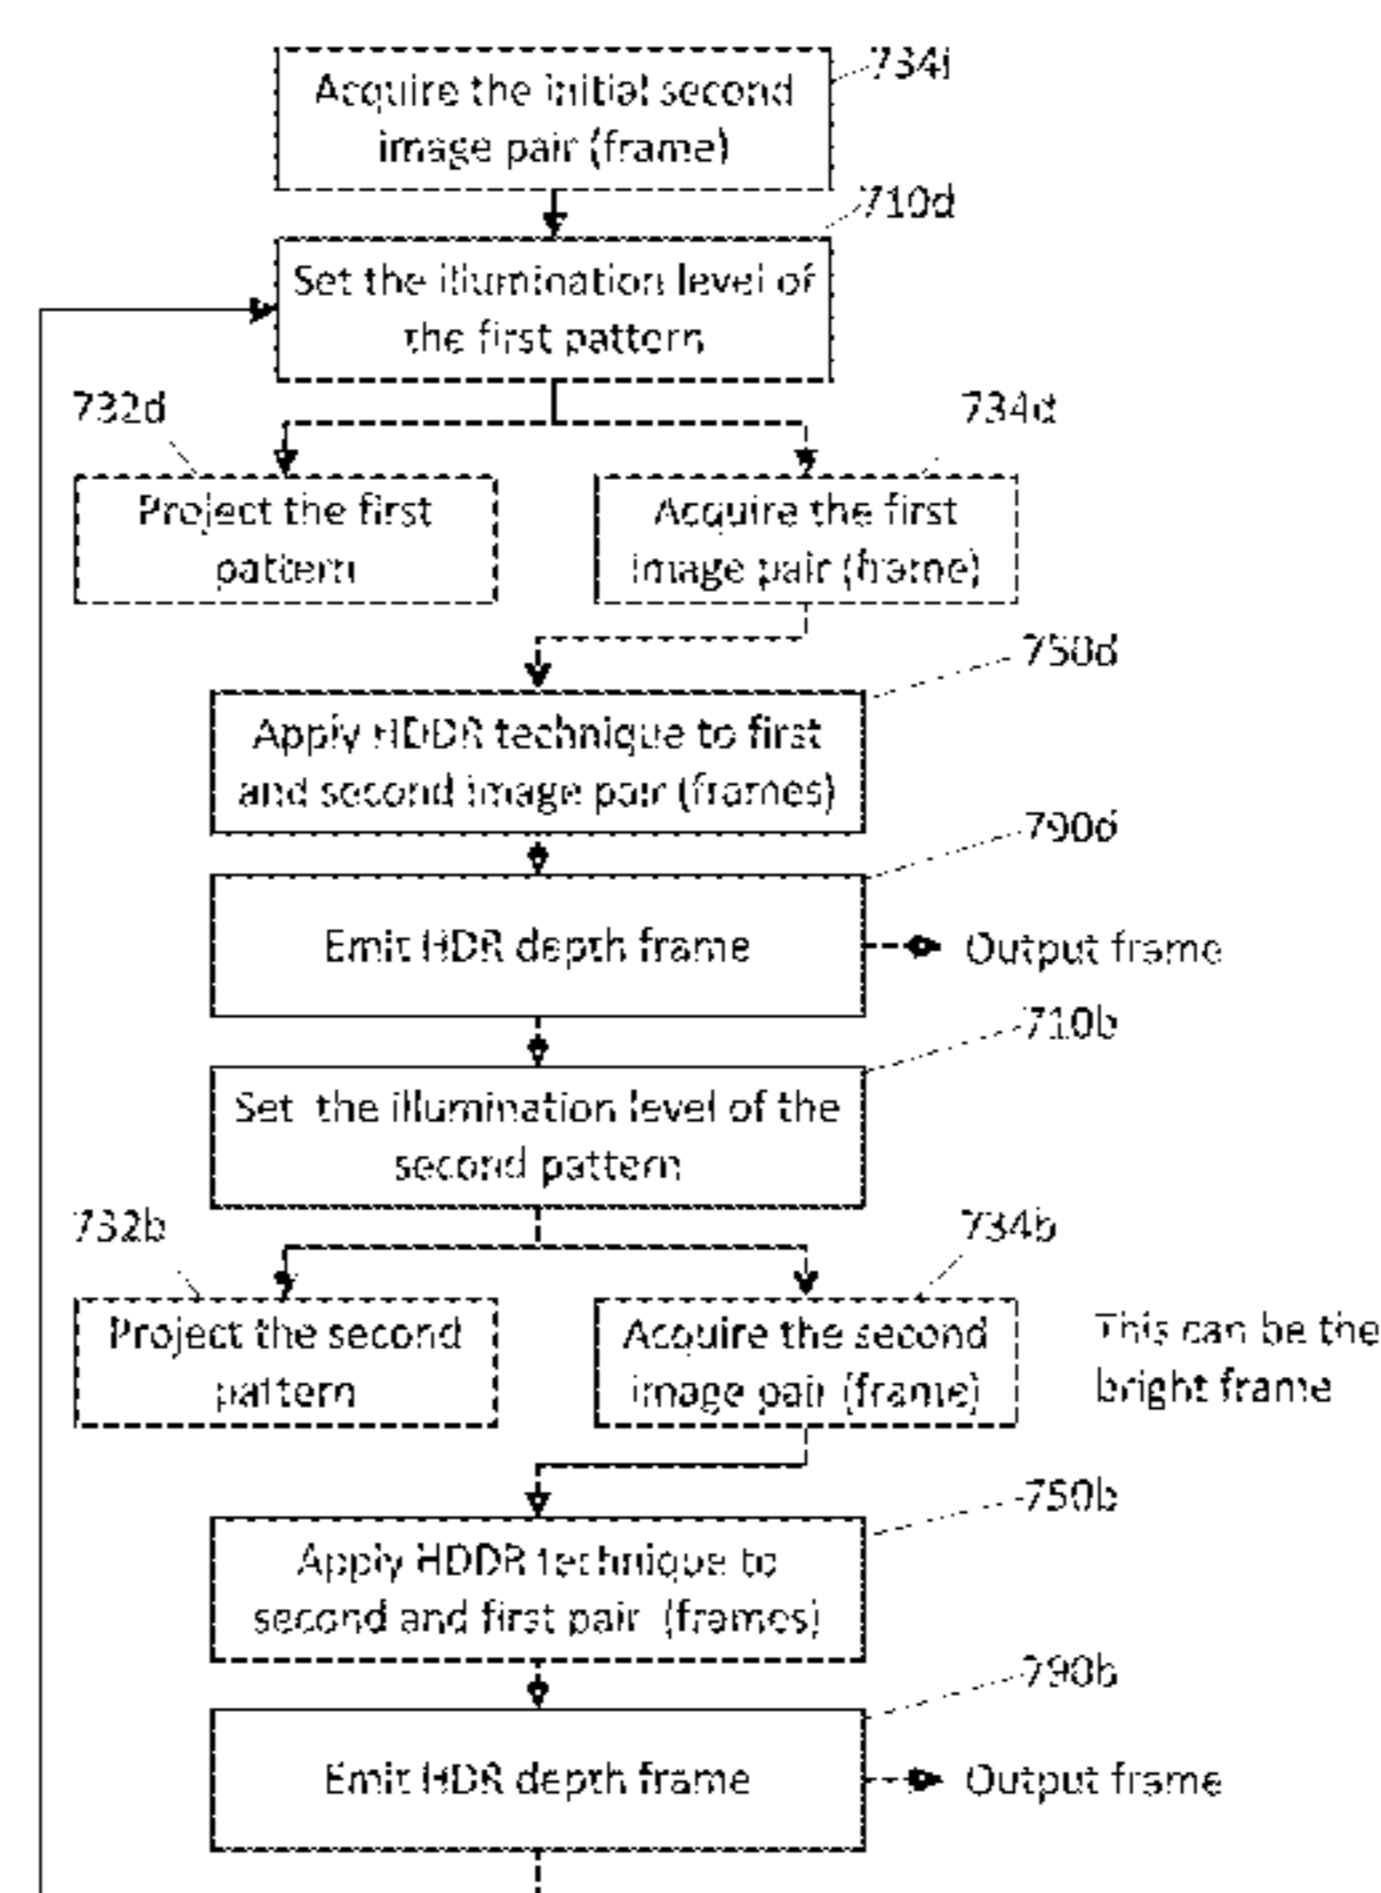 734i
Acquire the initial second
image pair (frame)
710d
Set the illumination level of
the first pattern
732d
734d
Project the first
pattern
Acquire the first
image pair (frame)
750d
Apply HDDR technique to first
and second image pair (frames)
790d
Emit HDR depth frame
Output frame
710b
Set the illumination level of the
second pattern
732b
734b
Project the second
pattern
Acquire the second
image pair (frame)
This can be the
bright frame
750b
Apply HDDR technique to
second and first pair (frames)
790b
Emit HDR depth frame
Output frame